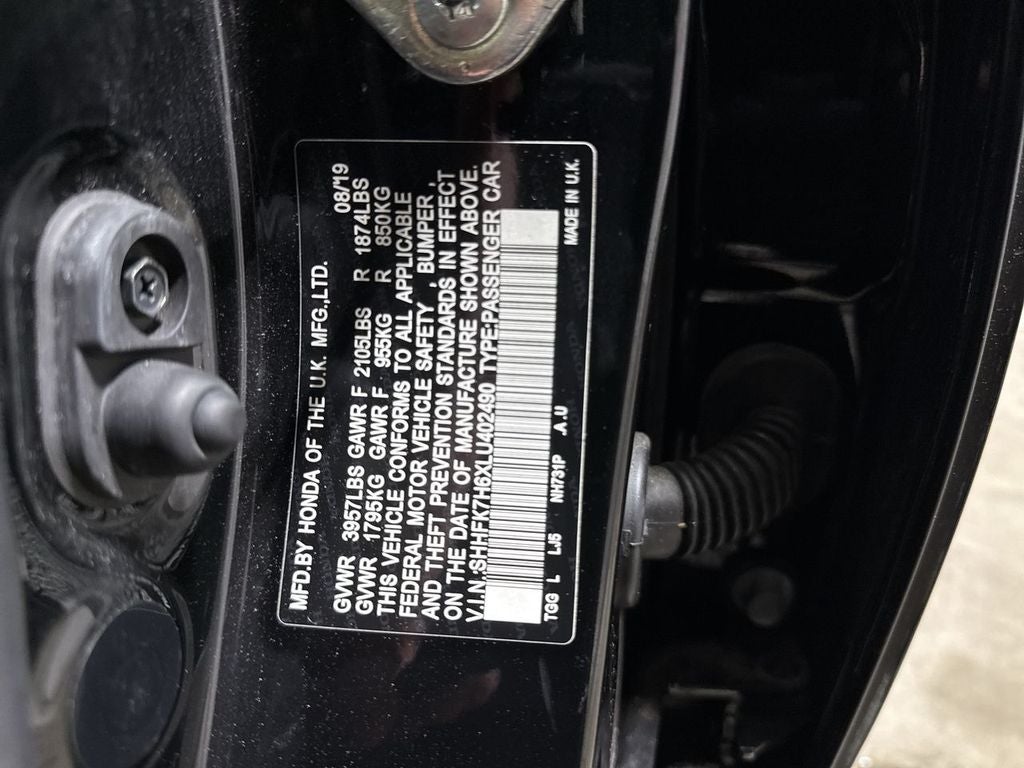 MFD.BY HONDA OF THE U.K. MFG.,LTD. 08/19
GVWR 3957LBS GAWR F 2105LBS R 1874LBS
GVWR 1795KG GAWR F 955KG R 850KG
THIS VEHICLE CONFORMS TO ALL APPLICABLE
FEDERAL MOTOR VEHICLE SAFETY, BUMPER,
AND THEFT PREVENTION STANDARDS IN EFFECT
ON THE DATE OF MANUFACTURE SHOWN ABOVE.
V.I.N.:SHHFK7H6XLU402490 TYPE:PASSENGER CAR
TGG L LJ5 NH731P .A.U MADE IN U.K.